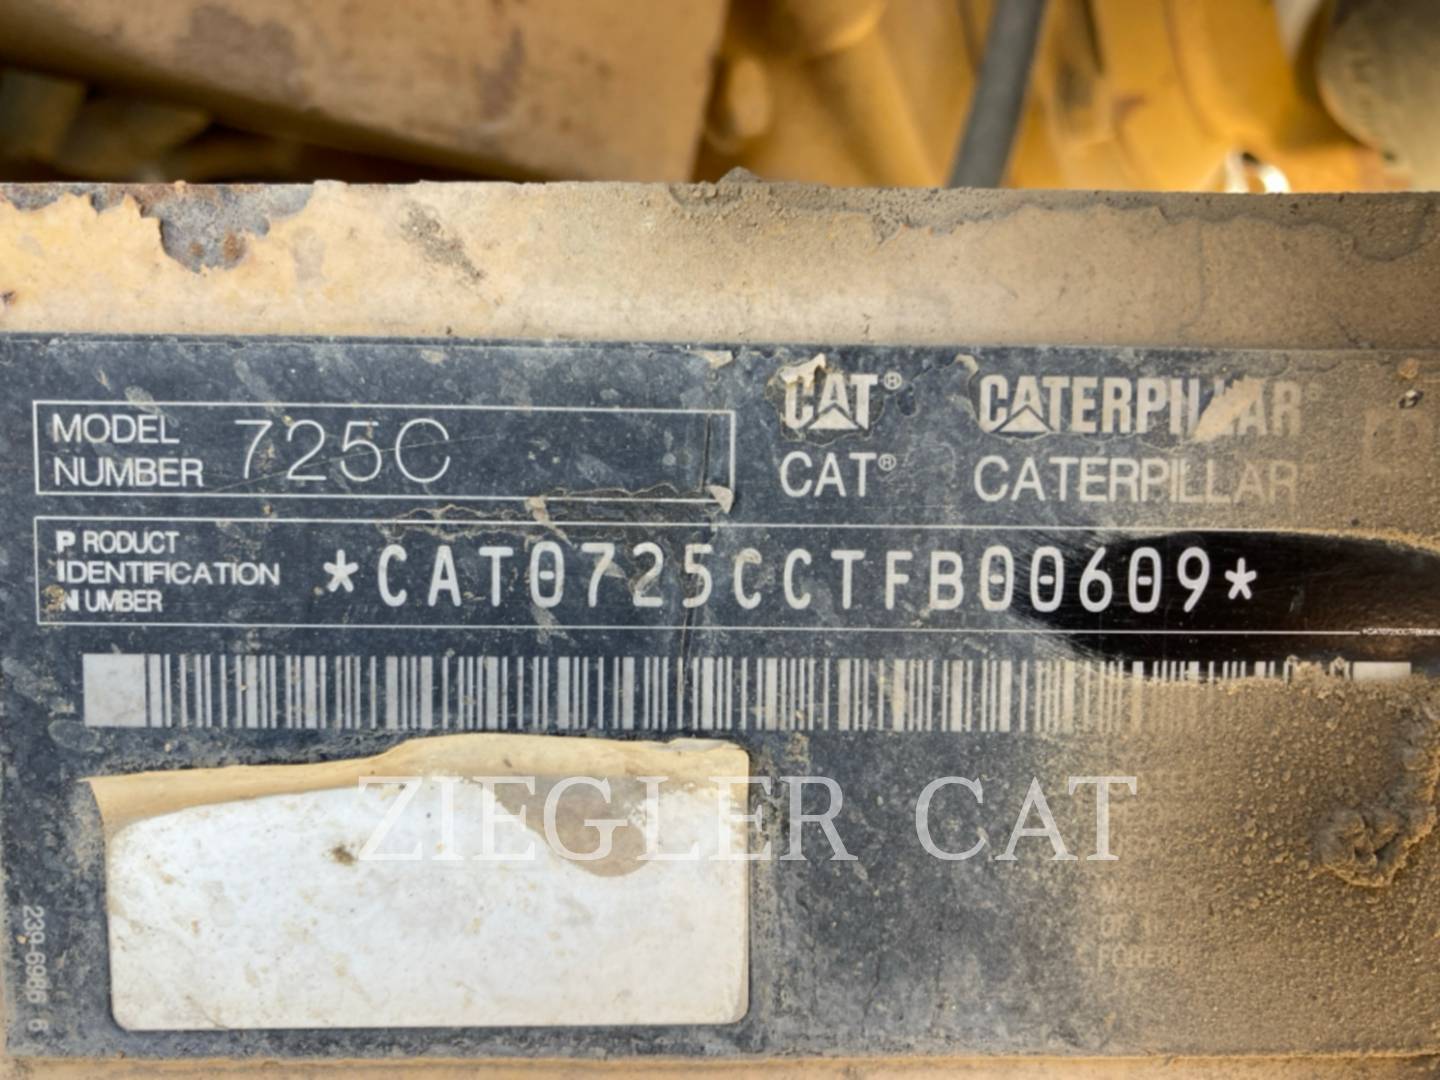 MODEL NUMBER 725C
CAT® CATERPILLAR
CAT® CATERPILLAR
PRODUCT IDENTIFICATION NUMBER *CAT0725CCTFB00609*
ZIEGLER CAT